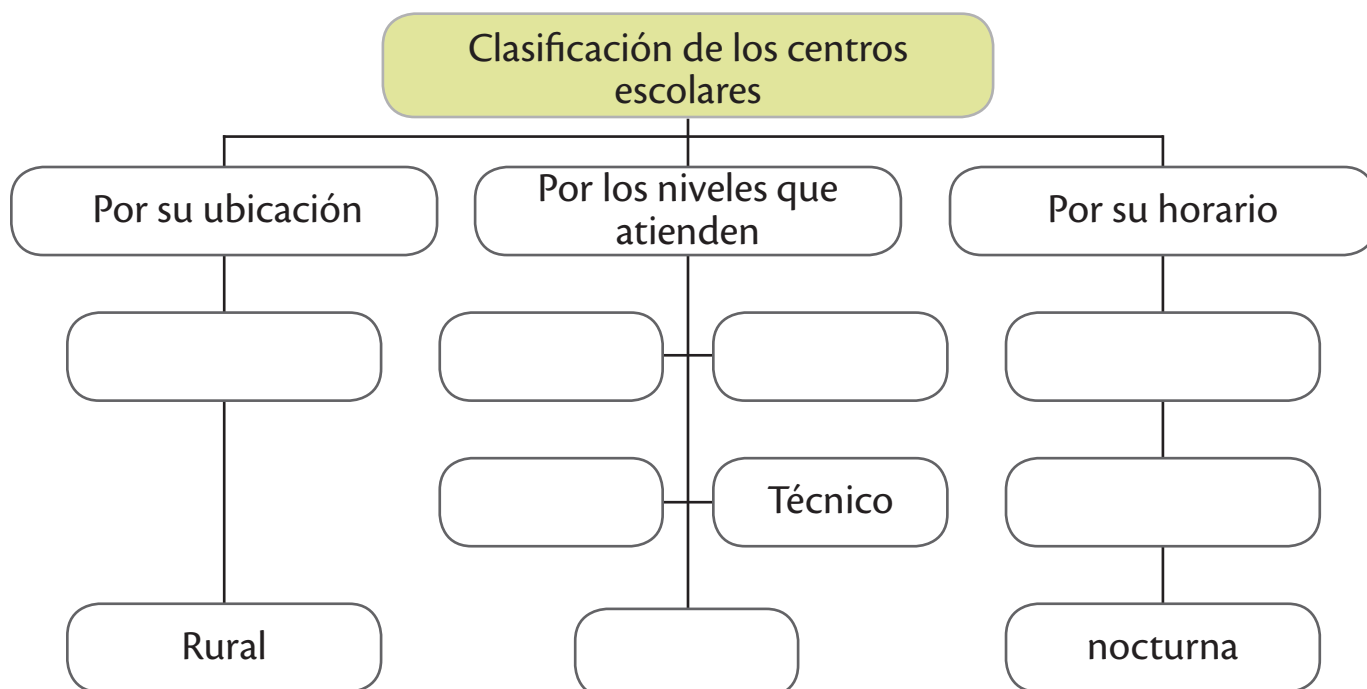 Clasificación de los centros
escolares
Por su ubicación
Por los niveles que
atienden
Por su horario
Técnico
Rural
nocturna